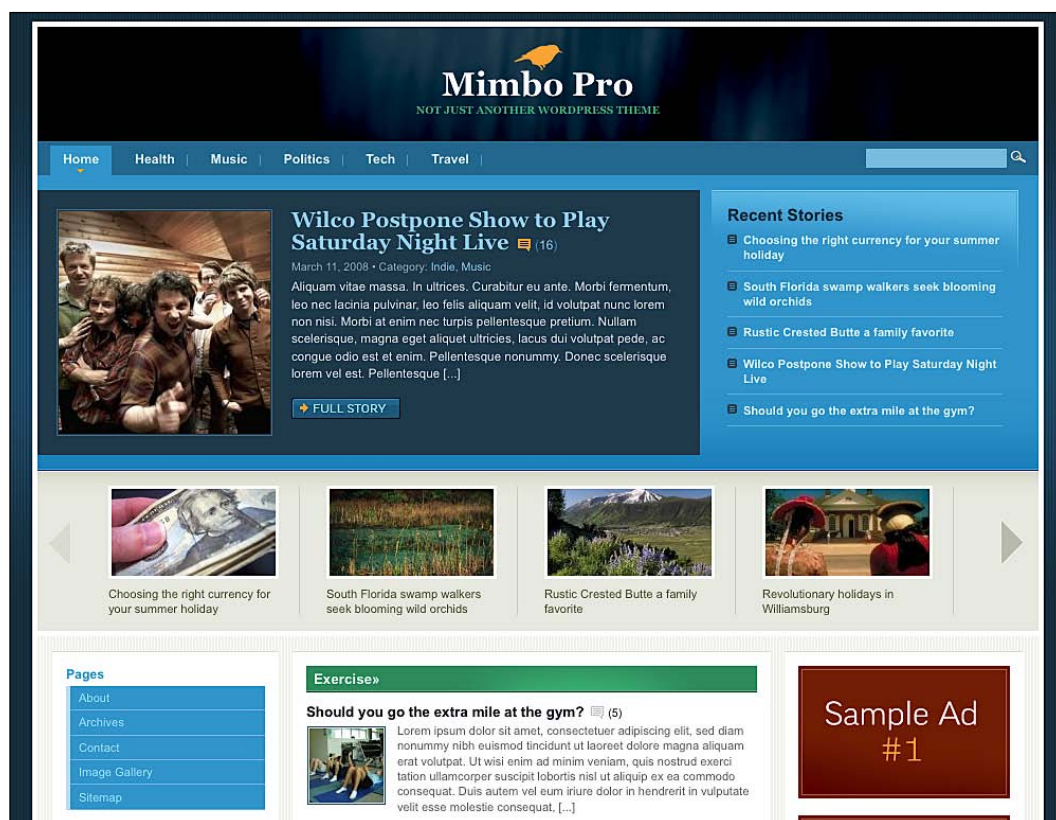 Mimbo Pro
NOT JUST ANOTHER WORDPRESS THEME
Home Health | Music | Politics | Tech | Travel |
Wilco Postpone Show to Play
Saturday Night Live (16)
March 11, 2008 • Category: Indie, Music
Aliquam vitae massa. In ultrices. Curabitur eu ante. Morbi fermentum,
leo nec lacinia pulvinar, leo felis aliquam velit, id volutpat nunc lorem
non nisi. Morbi at enim nec turpis pellentesque pretium. Nullam
scelerisque, magna eget aliquet ultricies, lacus dui volutpat pede, ac
congue odio est et enim. Pellentesque nonummy. Donec scelerisque
lorem vel est. Pellentesque [...]
FULL STORY
Recent Stories
Choosing the right currency for your summer
holiday
South Florida swamp walkers seek blooming
wild orchids
Rustic Crested Butte a family favorite
Wilco Postpone Show to Play Saturday Night
Live
Should you go the extra mile at the gym?
Choosing the right currency for
your summer holiday
South Florida swamp walkers
seek blooming wild orchids
Rustic Crested Butte a family
favorite
Revolutionary holidays in
Williamsburg
Pages
About
Archives
Contact
Image Gallery
Sitemap
Exercise»
Should you go the extra mile at the gym? (5)
Lorem ipsum dolor sit amet, consectetuer adipiscing elit, sed diam
nonummy nibh euismod tincidunt ut laoreet dolore magna aliquam
erat volutpat. Ut wisi enim ad minim veniam, quis nostrud exerci
tation ullamcorper suscipit lobortis nisl ut aliquip ex ea commodo
consequat. Duis autem vel eum iriure dolor in hendrerit in vulputate
velit esse molestie consequat, [...]
Sample Ad
#1